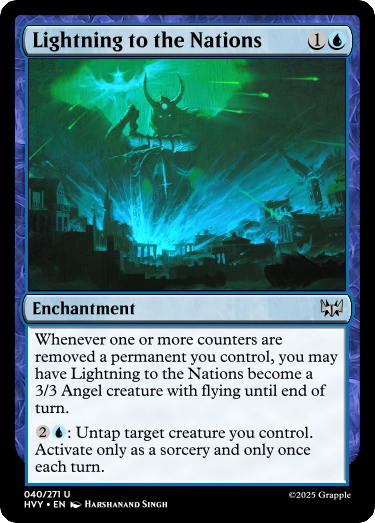 Lightning to the Nations 1
Enchantment
Whenever one or more counters are
removed a permanent you control, you may
have Lightning to the Nations become a
3/3 Angel creature with flying until end of
turn.
2: Untap target creature you control.
Activate only as a sorcery and only once
each turn.
040/271 U
HVY • EN Harshanand Singh
©2025 Grapple